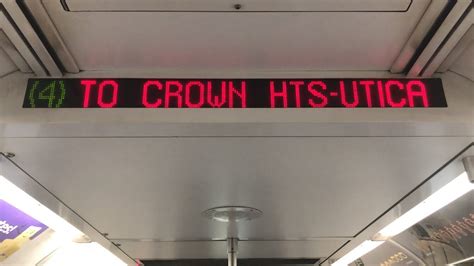 (4) TO CROWN HTS-UTICA